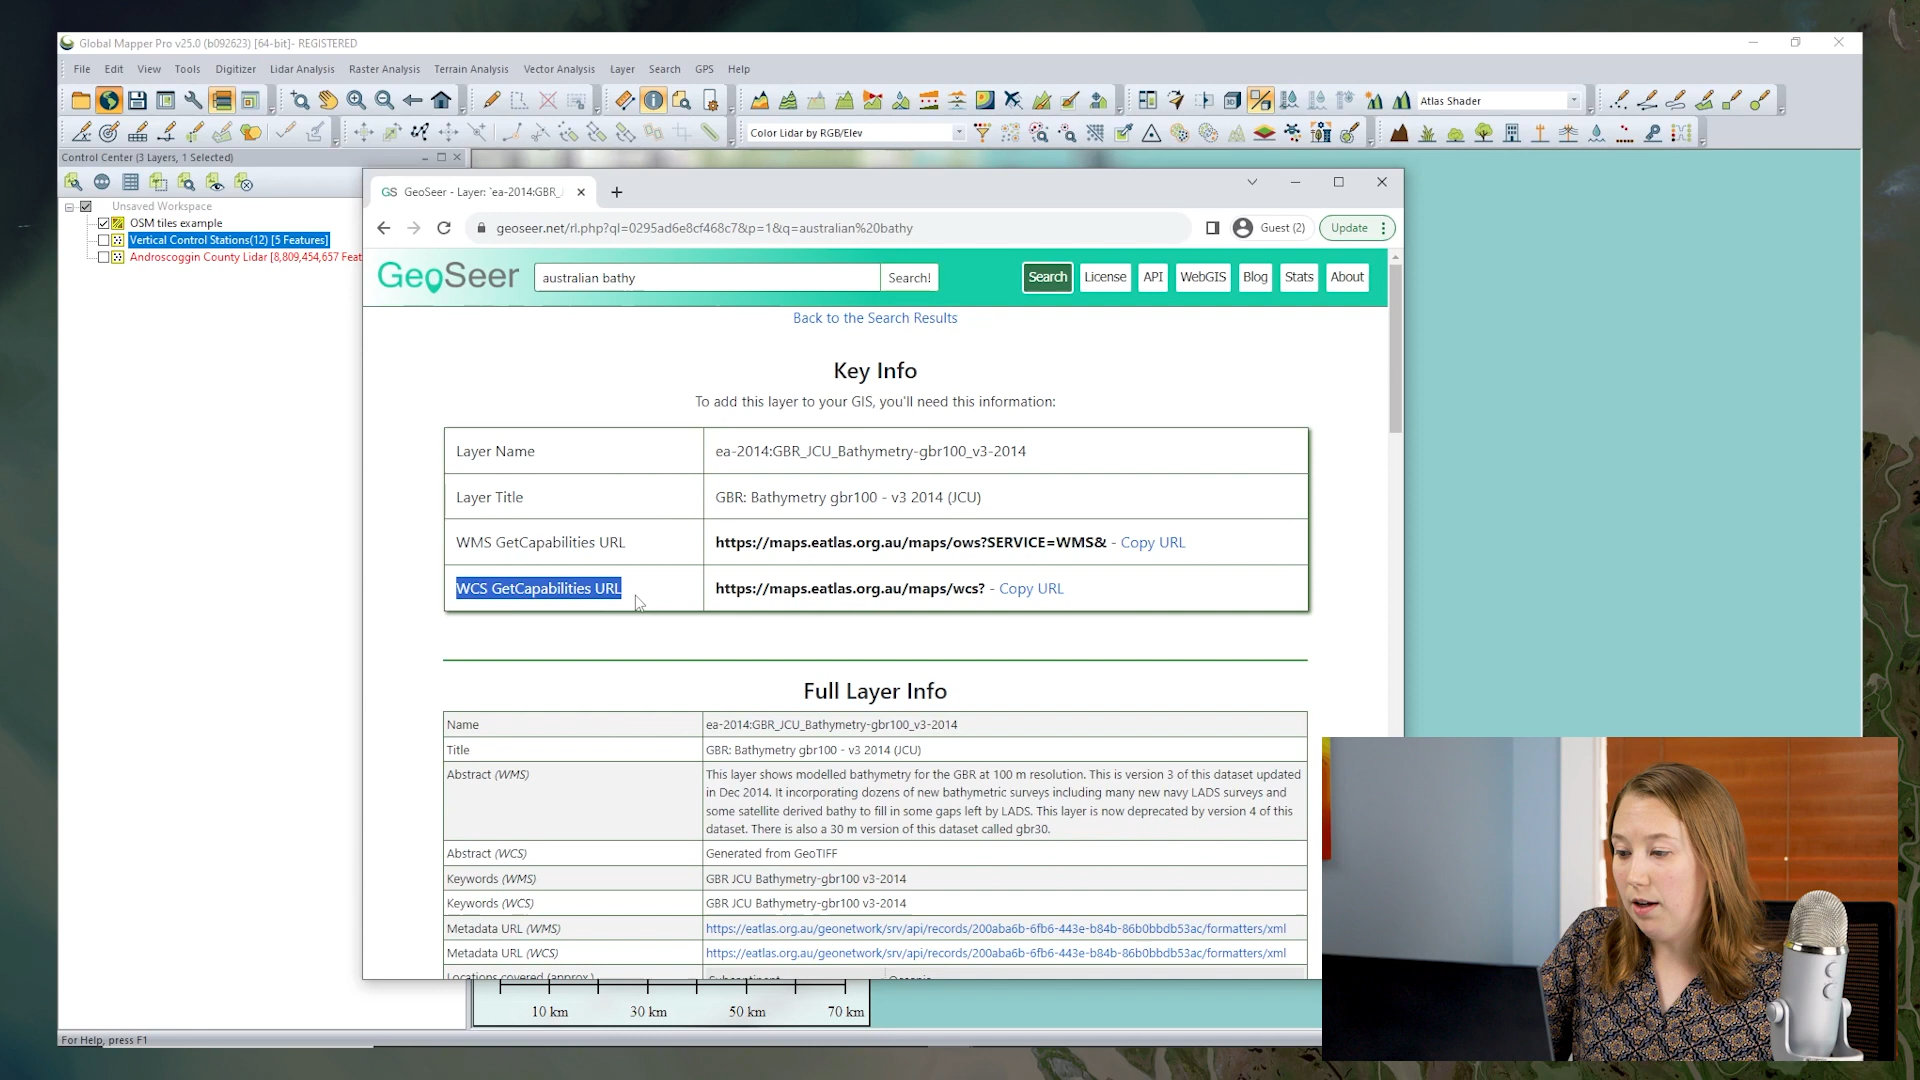 Global Mapper Pro v25.0 (b092623) [64-bit]- REGISTERED
File Edit View Tools Digitizer Lidar Analysis Raster Analysis Terrain Analysis Vector Analysis Layer Search GPS Help
Atlas Shader
Color Lidar by RGB/Elev
Control Center (3 Layers, 1 Selected)
Unsaved Workspace
OSM tiles example
Vertical Control Stations(12) [5 Features]
Androscoggin County Lidar [8,809,454,657 Feat
GS GeoSeer - Layer: `ea-2014:GBR_J
geoseer.net/rl.php?ql=0295ad6e8cf468c7&p=1&q=australian%20bathy
Guest (2)
Update
GeoSeer
australian bathy
Search!
Search License API WebGIS Blog Stats About
Back to the Search Results
Key Info
To add this layer to your GIS, you'll need this information:
Layer Name ea-2014:GBR_JCU_Bathymetry-gbr100_v3-2014
Layer Title GBR: Bathymetry gbr100 - v3 2014 (JCU)
WMS GetCapabilities URL https://maps.eatlas.org.au/maps/ows?SERVICE=WMS& - Copy URL
WCS GetCapabilities URL https://maps.eatlas.org.au/maps/wcs? - Copy URL
Full Layer Info
Name ea-2014:GBR_JCU_Bathymetry-gbr100_v3-2014
Title GBR: Bathymetry gbr100 - v3 2014 (JCU)
Abstract (WMS) This layer shows modelled bathymetry for the GBR at 100 m resolution. This is version 3 of this dataset updated
in Dec 2014. It incorporating dozens of new bathymetric surveys including many new navy LADS surveys and
some satellite derived bathy to fill in some gaps left by LADS. This layer is now deprecated by version 4 of this
dataset. There is also a 30 m version of this dataset called gbr30.
Abstract (WCS) Generated from GeoTIFF
Keywords (WMS) GBR JCU Bathymetry-gbr100 v3-2014
Keywords (WCS) GBR JCU Bathymetry-gbr100 v3-2014
Metadata URL (WMS) https://eatlas.org.au/geonetwork/srv/api/records/200aba6b-6fb6-443e-b84b-86b0bbdb53ac/formatters/xml
Metadata URL (WCS) https://eatlas.org.au/geonetwork/srv/api/records/200aba6b-6fb6-443e-b84b-86b0bbdb53ac/formatters/xml
Locations covered (approx.) Subcontinent Oceania
10 km 30 km 50 km 70 km
For Help, press F1